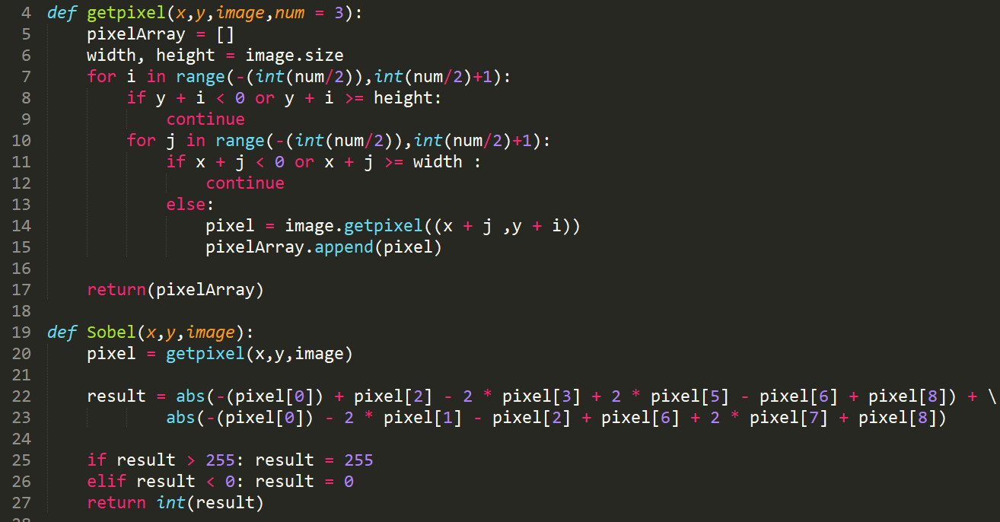 4 def getpixel(x,y,image,num = 3):
5     pixelArray = []
6     width, height = image.size
7     for i in range(-(int(num/2)),int(num/2)+1):
8         if y + i < 0 or y + i >= height:
9             continue
10         for j in range(-(int(num/2)),int(num/2)+1):
11             if x + j < 0 or x + j >= width :
12                 continue
13             else:
14                 pixel = image.getpixel((x + j ,y + i))
15                 pixelArray.append(pixel)
16
17     return(pixelArray)
18
19 def Sobel(x,y,image):
20     pixel = getpixel(x,y,image)
21
22     result = abs(-(pixel[0]) + pixel[2] - 2 * pixel[3] + 2 * pixel[5] - pixel[6] + pixel[8]) + \
23             abs(-(pixel[0]) - 2 * pixel[1] - pixel[2] + pixel[6] + 2 * pixel[7] + pixel[8])
24
25     if result > 255: result = 255
26     elif result < 0: result = 0
27     return int(result)